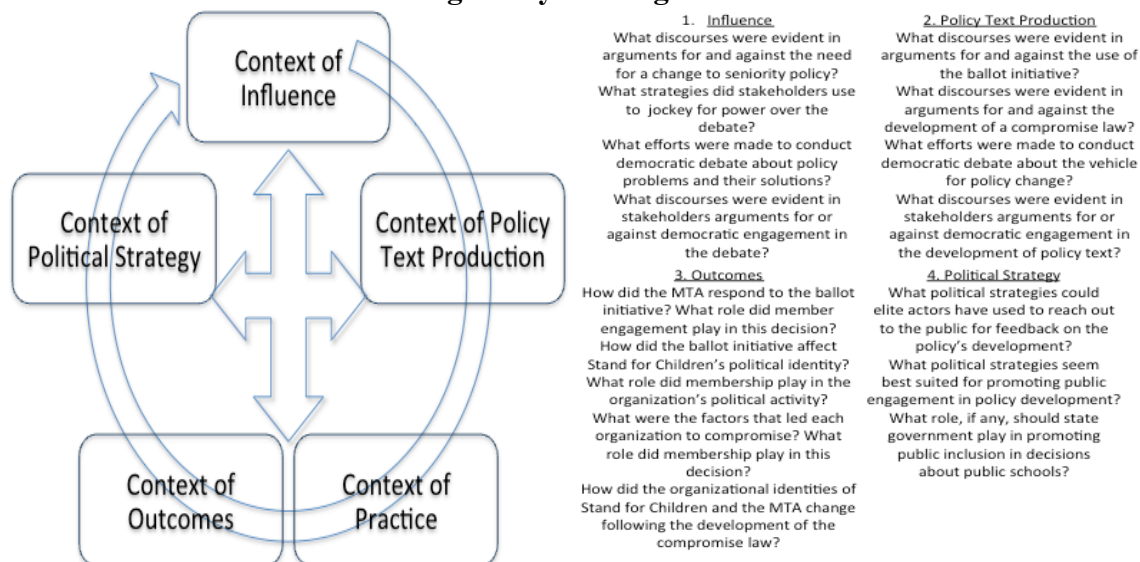 Context of
Influence
Context of
Political Strategy
Context of Policy
Text Production
Context of
Outcomes
Context of
Practice
1. Influence
What discourses were evident in
arguments for and against the need
for a change to seniority policy?
What strategies did stakeholders use
to jockey for power over the
debate?
What efforts were made to conduct
democratic debate about policy
problems and their solutions?
What discourses were evident in
stakeholders arguments for or
against democratic engagement in
the debate?
2. Policy Text Production
What discourses were evident in
arguments for and against the use of
the ballot initiative?
What discourses were evident in
arguments for and against the
development of a compromise law?
What efforts were made to conduct
democratic debate about the vehicle
for policy change?
What discourses were evident in
stakeholders arguments for or
against democratic engagement in
the development of policy text?
3. Outcomes
How did the MTA respond to the ballot
initiative? What role did member
engagement play in this decision?
How did the ballot initiative affect
Stand for Children's political identity?
What role did membership play in the
organization's political activity?
What were the factors that led each
organization to compromise? What
role did membership play in this
decision?
How did the organizational identities of
Stand for Children and the MTA change
following the development of the
compromise law?
4. Political Strategy
What political strategies could
elite actors have used to reach out
to the public for feedback on the
policy's development?
What political strategies seem
best suited for promoting public
engagement in policy development?
What role, if any, should state
government play in promoting
public inclusion in decisions
about public schools?